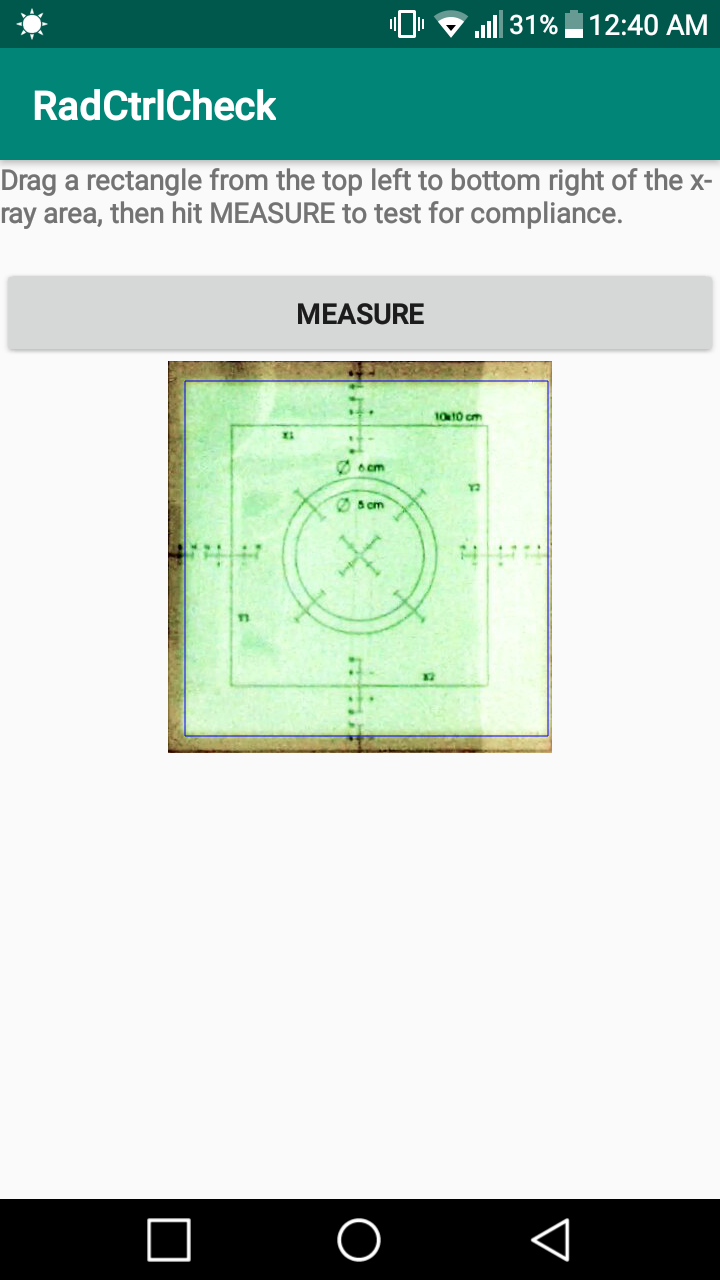 31% 12:40 AM
RadCtrlCheck
Drag a rectangle from the top left to bottom right of the x-
ray area, then hit MEASURE to test for compliance.
MEASURE
10x10 cm
X1
∅ 6 cm
Y2
∅ 5 cm
X2